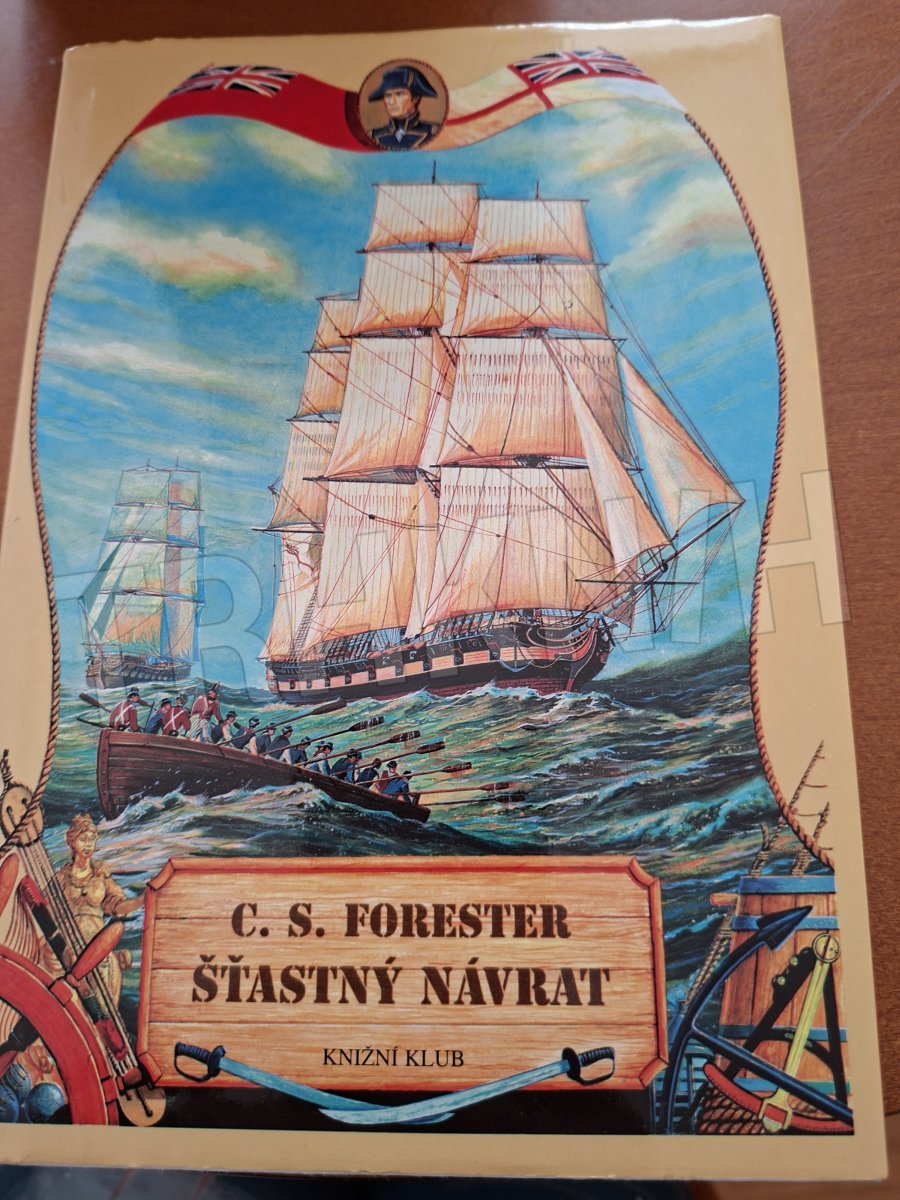 C. S. FORESTER
ŠŤASTNÝ NÁVRAT
KNIŽNÍ KLUB